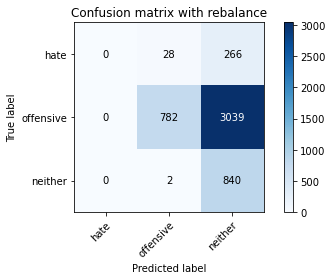 Confusion matrix with rebalance
True label
hate 0 28 266
offensive 0 782 3039
neither 0 2 840
hate offensive neither
Predicted label
3000
2500
2000
1500
1000
500
0